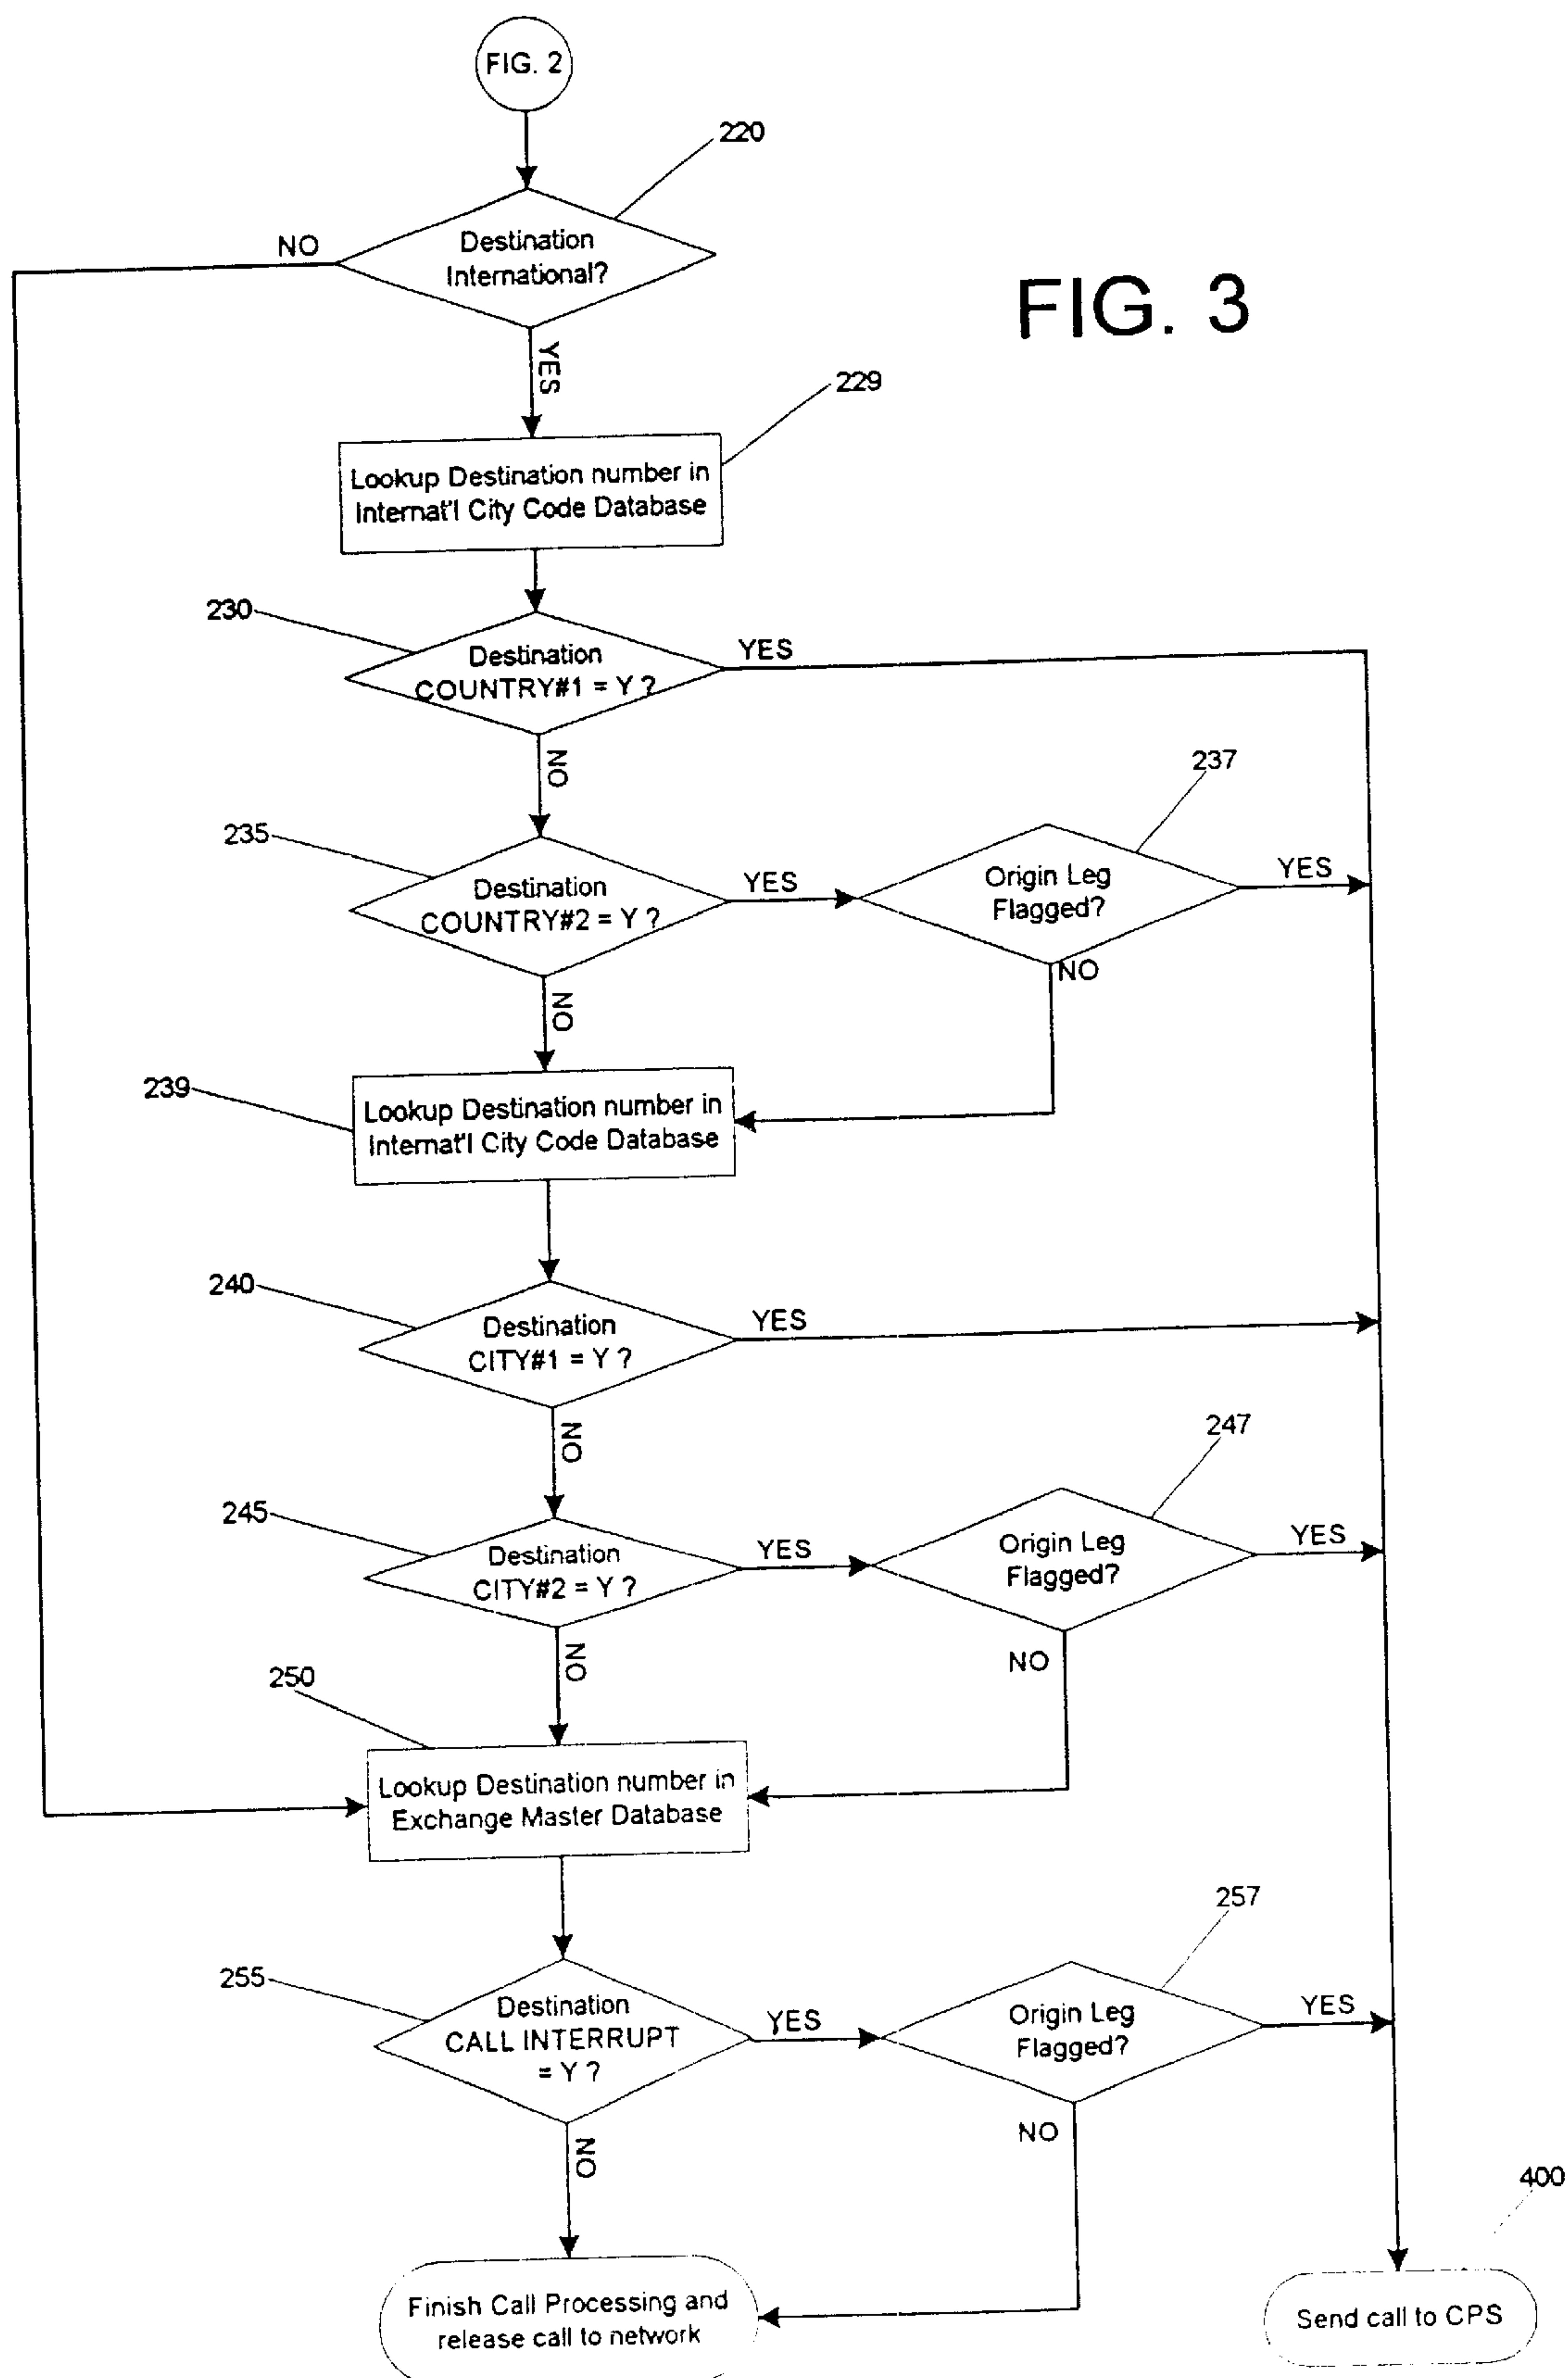 FIG. 2
220
NO
Destination
International?
FIG. 3
YES
229
Lookup Destination number in
Internat'l City Code Database
230
Destination
COUNTRY#1 = Y ?
YES
NO
237
235
Destination
COUNTRY#2 = Y ?
YES
Origin Leg
Flagged?
YES
NO
NO
239
Lookup Destination number in
Internat'l City Code Database
240
Destination
CITY#1 = Y ?
YES
NO
247
245
Destination
CITY#2 = Y ?
YES
Origin Leg
Flagged?
YES
NO
NO
250
Lookup Destination number in
Exchange Master Database
257
255
Destination
CALL INTERRUPT
= Y ?
YES
Origin Leg
Flagged?
YES
NO
NO
400
Finish Call Processing and
release call to network
Send call to CPS